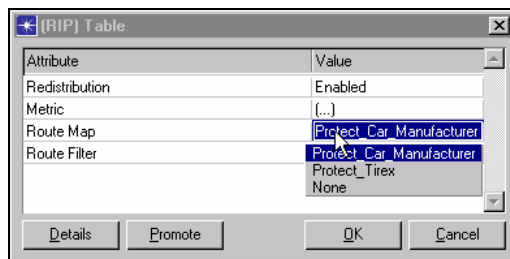 (RIP) Table
Attribute Value
Redistribution Enabled
Metric (...)
Route Map Protect_Car_Manufacturer
Route Filter Protect_Car_Manufacturer
Protect_Tirex
None
Details Promote OK Cancel